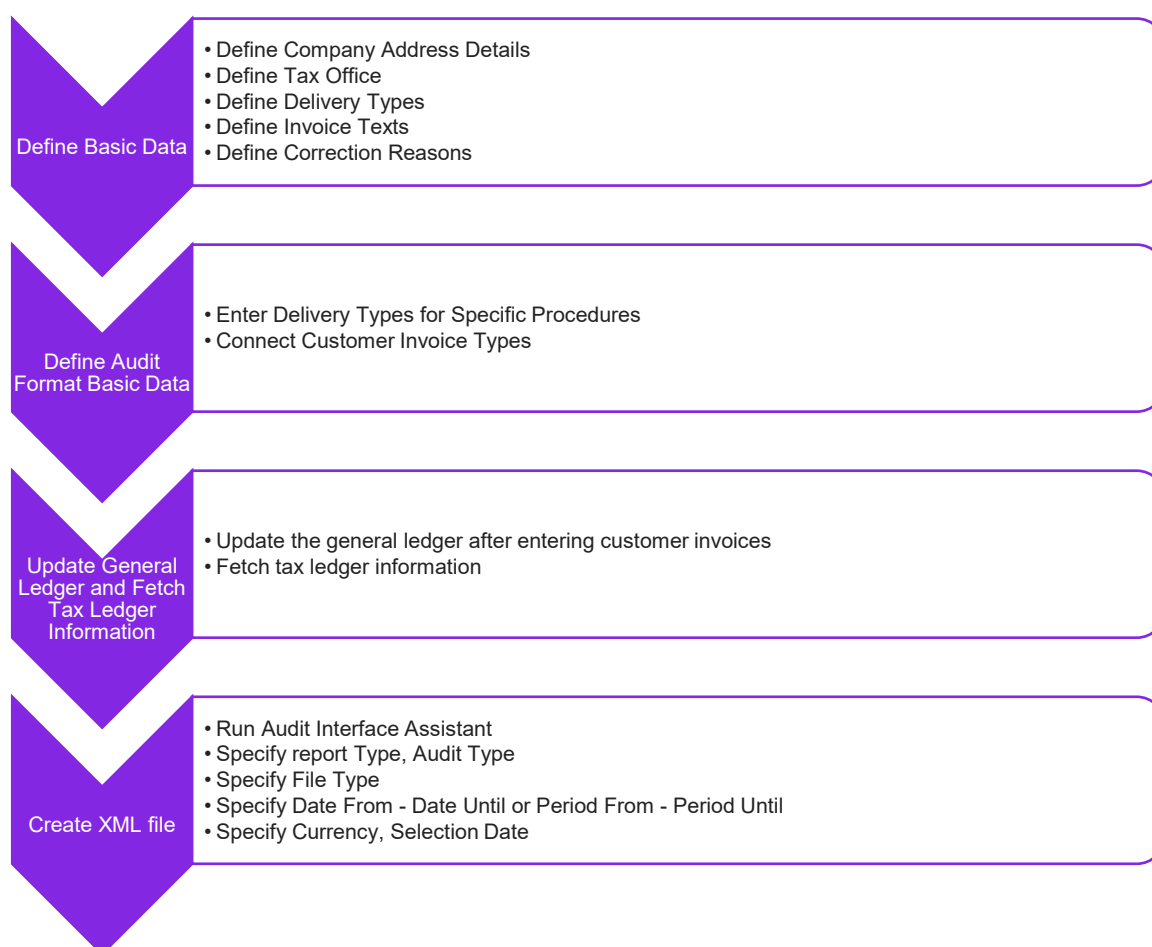 Define Basic Data
• Define Company Address Details
• Define Tax Office
• Define Delivery Types
• Define Invoice Texts
• Define Correction Reasons
Define Audit
Format Basic Data
• Enter Delivery Types for Specific Procedures
• Connect Customer Invoice Types
Update General
Ledger and Fetch
Tax Ledger
Information
• Update the general ledger after entering customer invoices
• Fetch tax ledger information
Create XML file
• Run Audit Interface Assistant
• Specify report Type, Audit Type
• Specify File Type
• Specify Date From - Date Until or Period From - Period Until
• Specify Currency, Selection Date